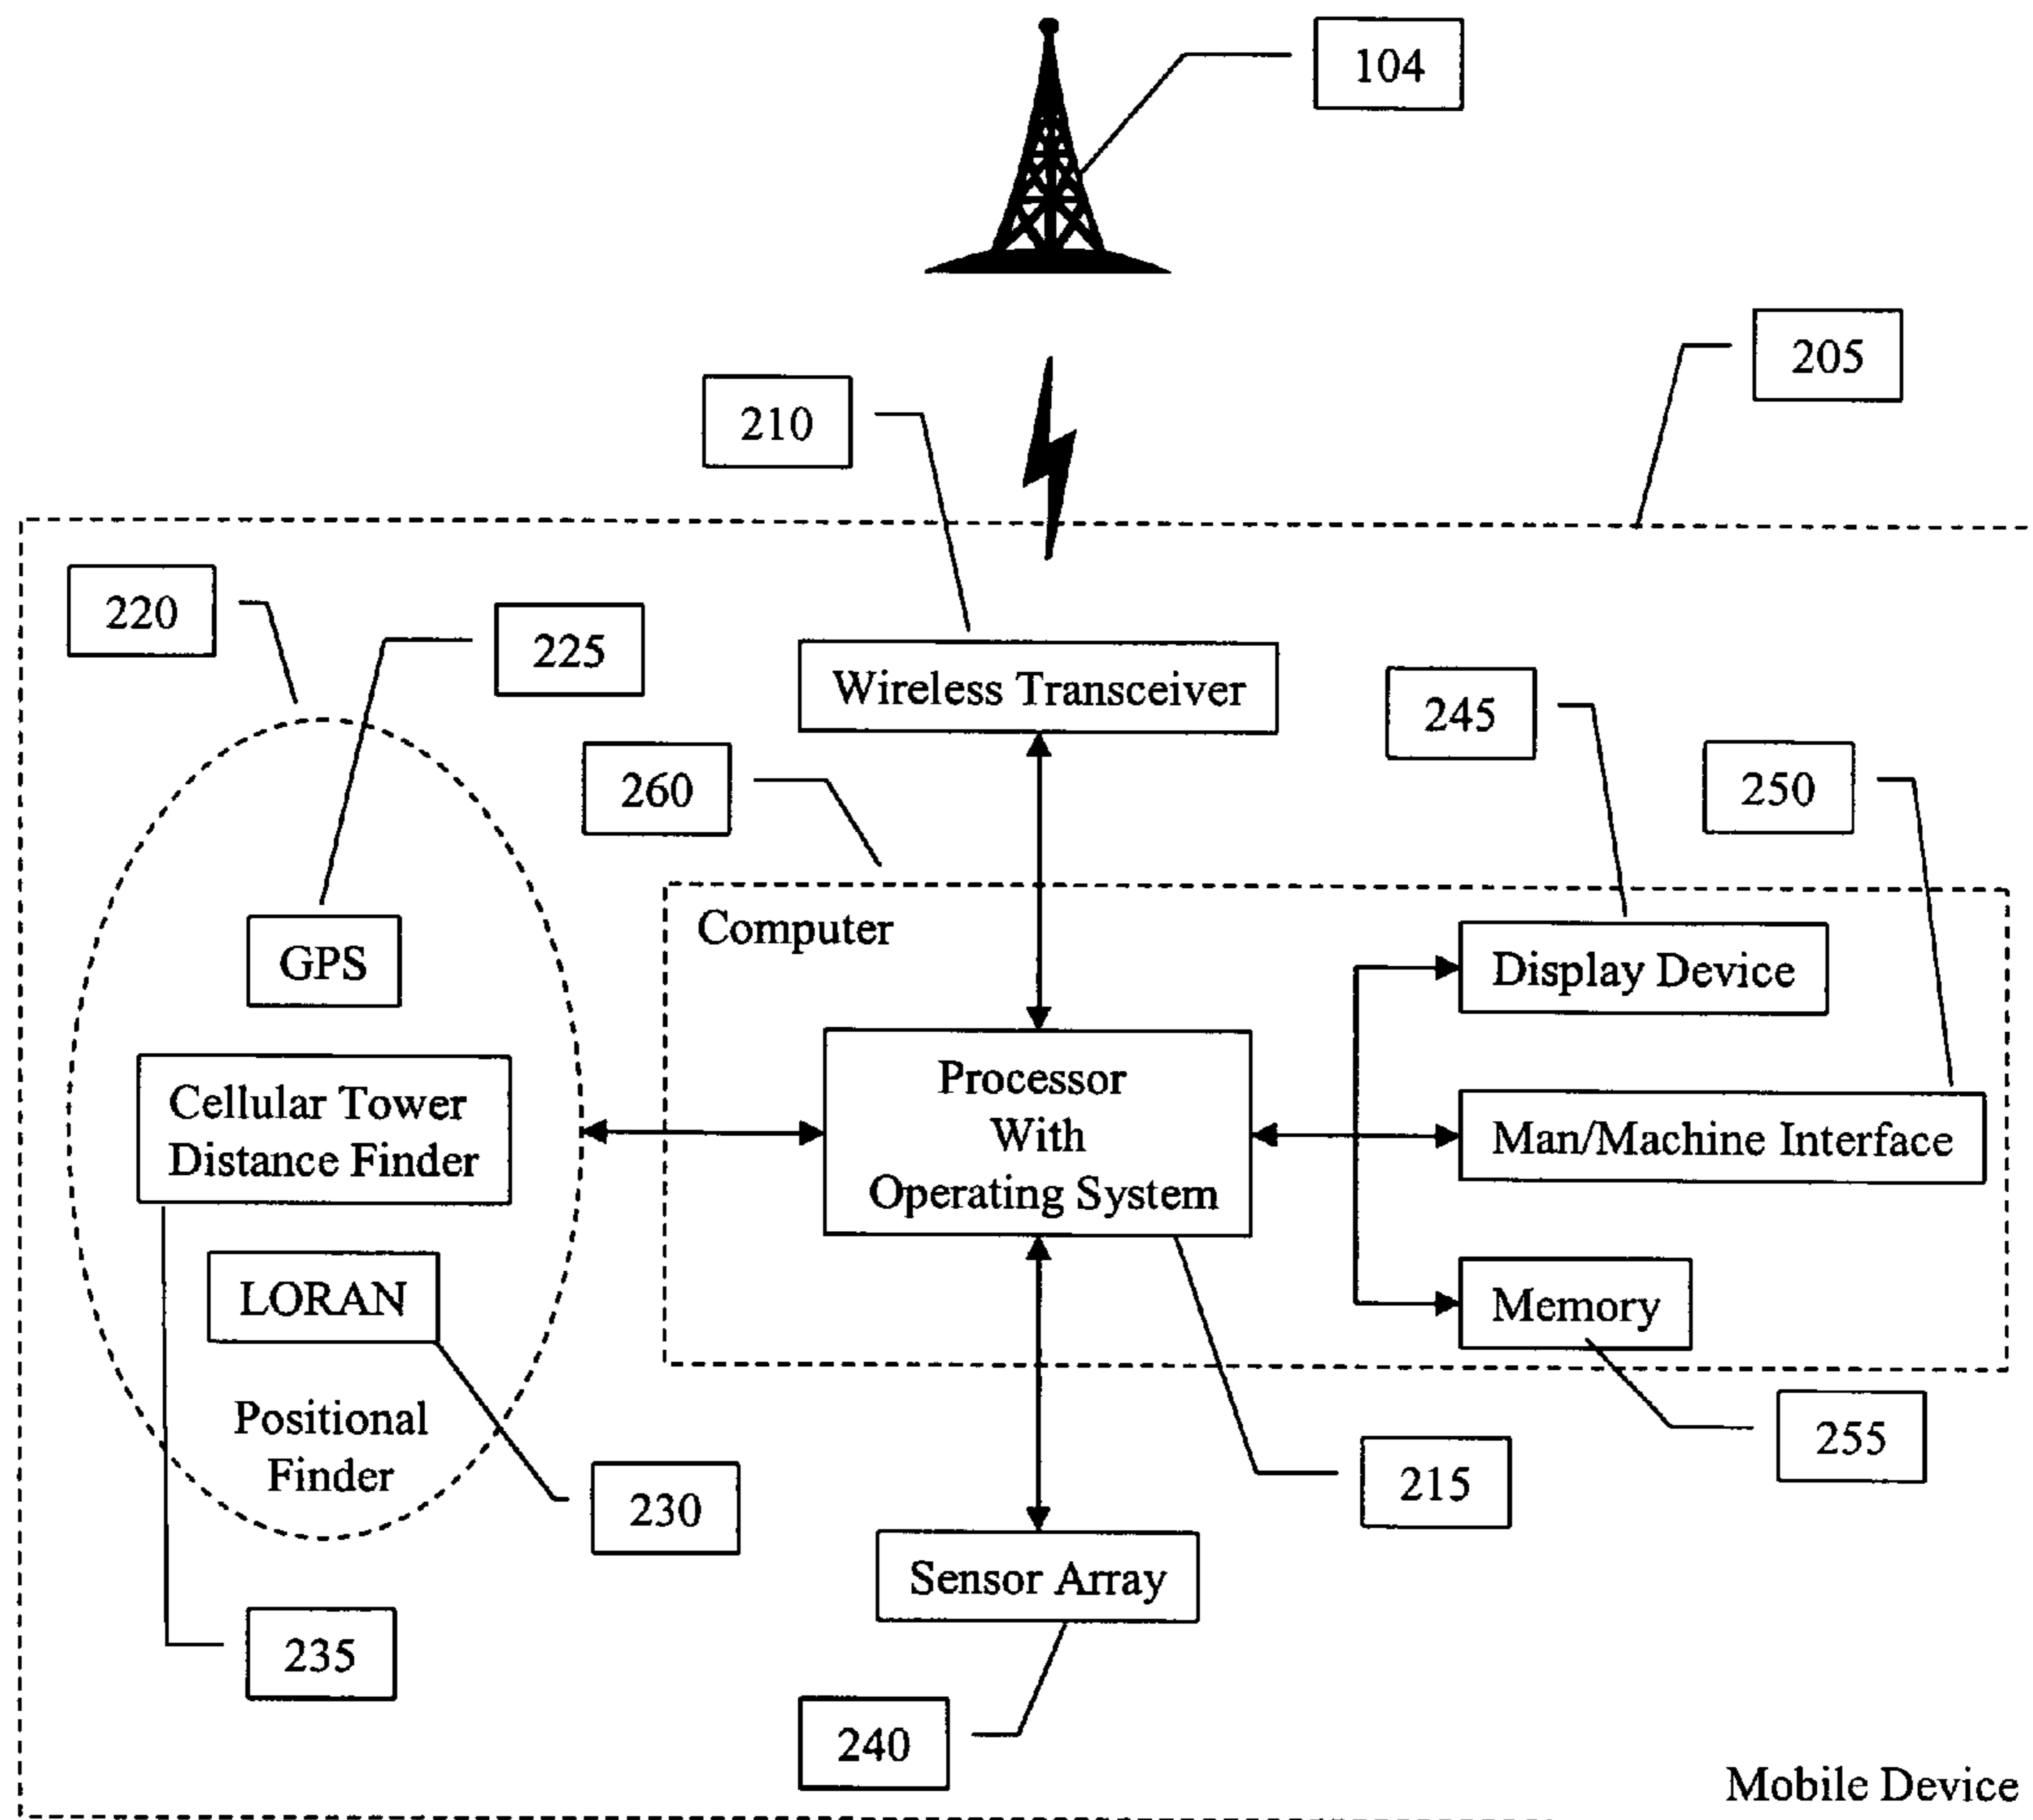 104
205
210
220
225
Wireless Transceiver
245
260
250
Computer
GPS
Display Device
Processor
With
Operating System
Cellular Tower
Distance Finder
Man/Machine Interface
LORAN
Memory
Positional
Finder
255
215
230
Sensor Array
235
240
Mobile Device